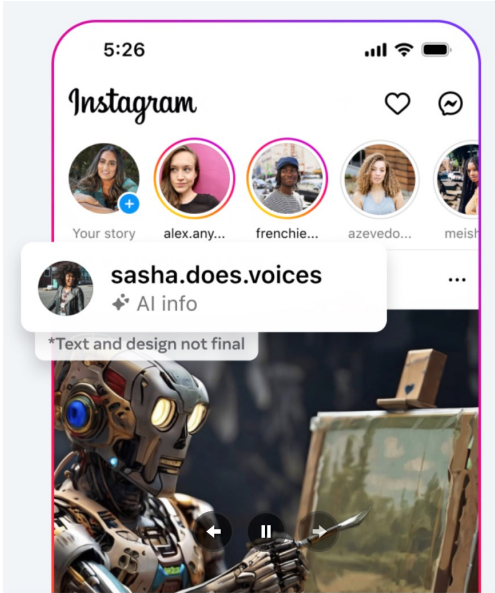 5:26
Instagram
Your story
alex.any...
frenchie...
azevedo...
meish
sasha.does.voices
AI info
*Text and design not final